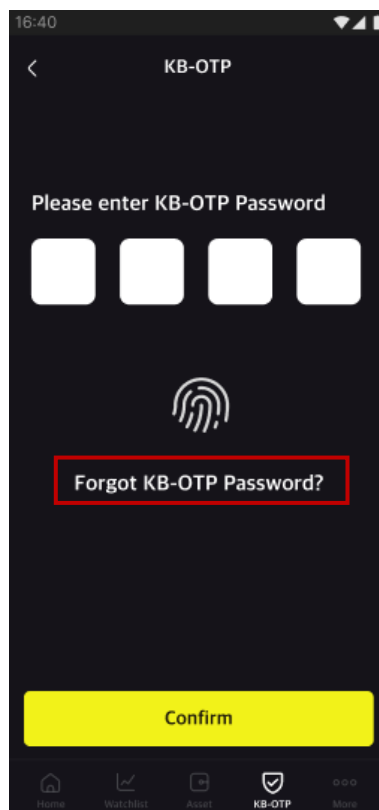 16:40
KB-OTP
Please enter KB-OTP Password
Forgot KB-OTP Password?
Confirm
Home Watchlist Asset KB-OTP More